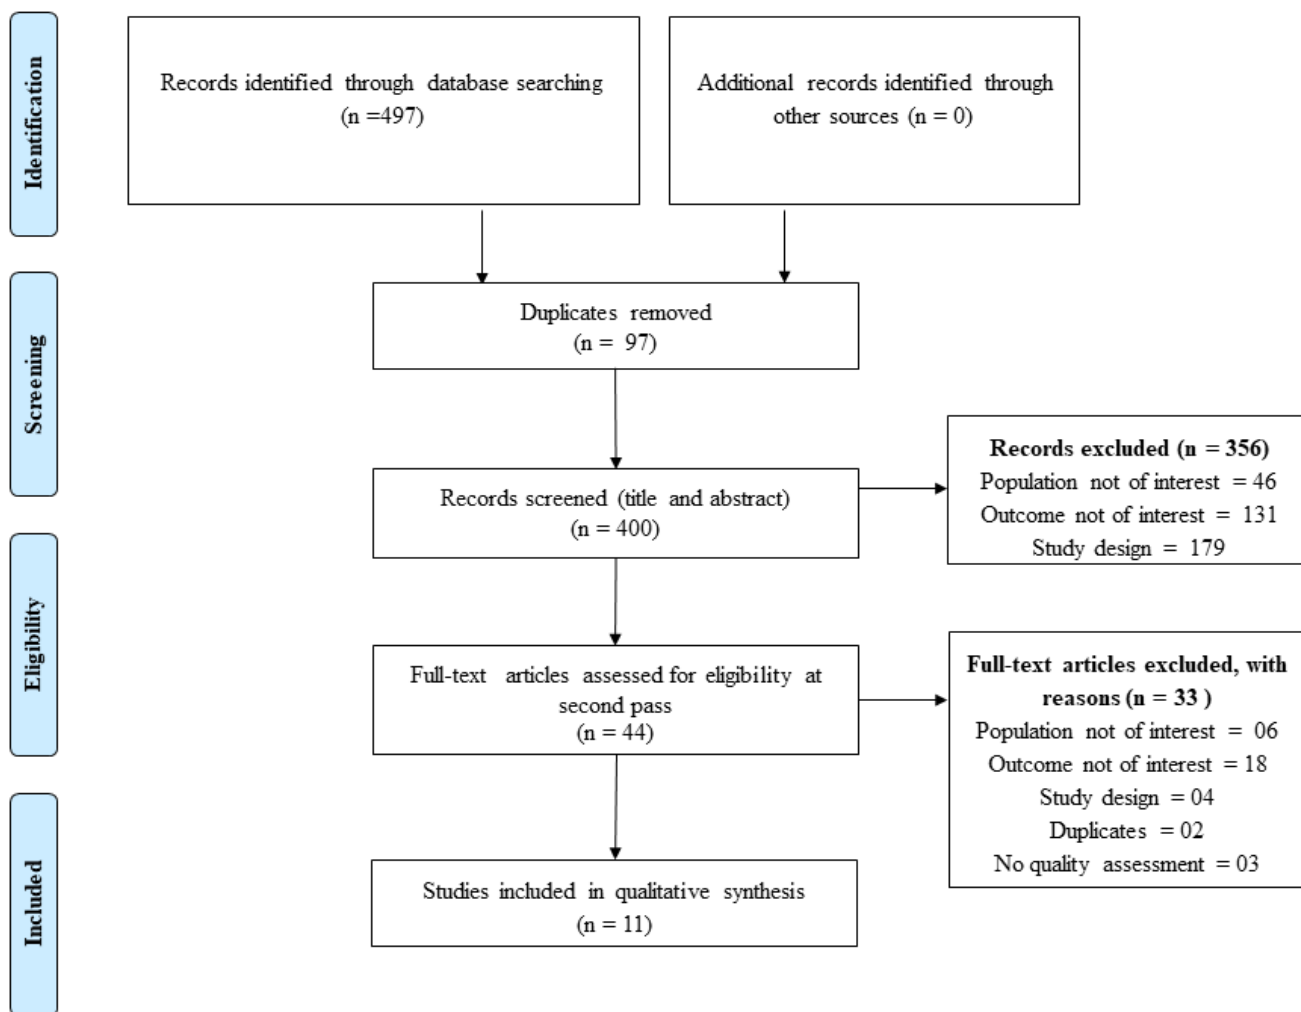 Identification
Records identified through database searching
(n =497)
Additional records identified through
other sources (n = 0)
Screening
Duplicates removed
(n = 97)
Records screened (title and abstract)
(n = 400)
Records excluded (n = 356)
Population not of interest = 46
Outcome not of interest = 131
Study design = 179
Eligibility
Full-text articles assessed for eligibility at
second pass
(n = 44)
Full-text articles excluded, with
reasons (n = 33 )
Population not of interest = 06
Outcome not of interest = 18
Study design = 04
Duplicates = 02
No quality assessment = 03
Included
Studies included in qualitative synthesis
(n = 11)